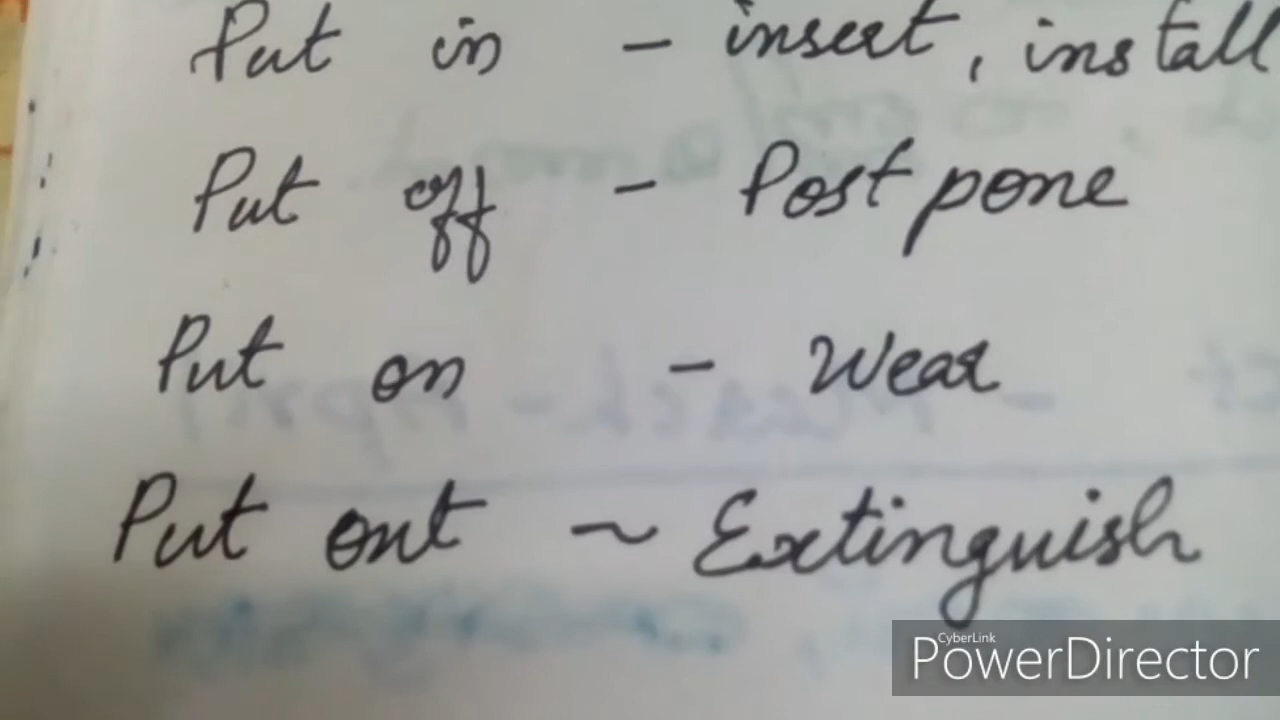 Put in - insert, install
Put off - Postpone
Put on - Wear
Put out ~ Extinguish
CyberLink
PowerDirector